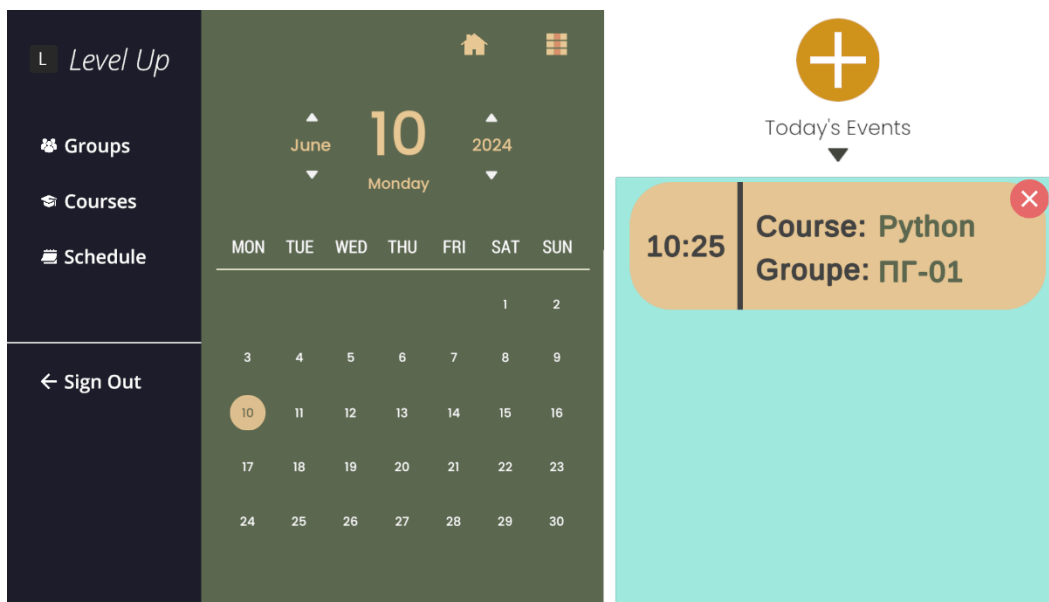 L Level Up
Groups
Courses
Schedule
Sign Out
June 10 2024
Monday
MON TUE WED THU FRI SAT SUN
1 2
3 4 5 6 7 8 9
10 11 12 13 14 15 16
17 18 19 20 21 22 23
24 25 26 27 28 29 30
Today's Events
10:25
Course: Python
Groupe: ПГ-01